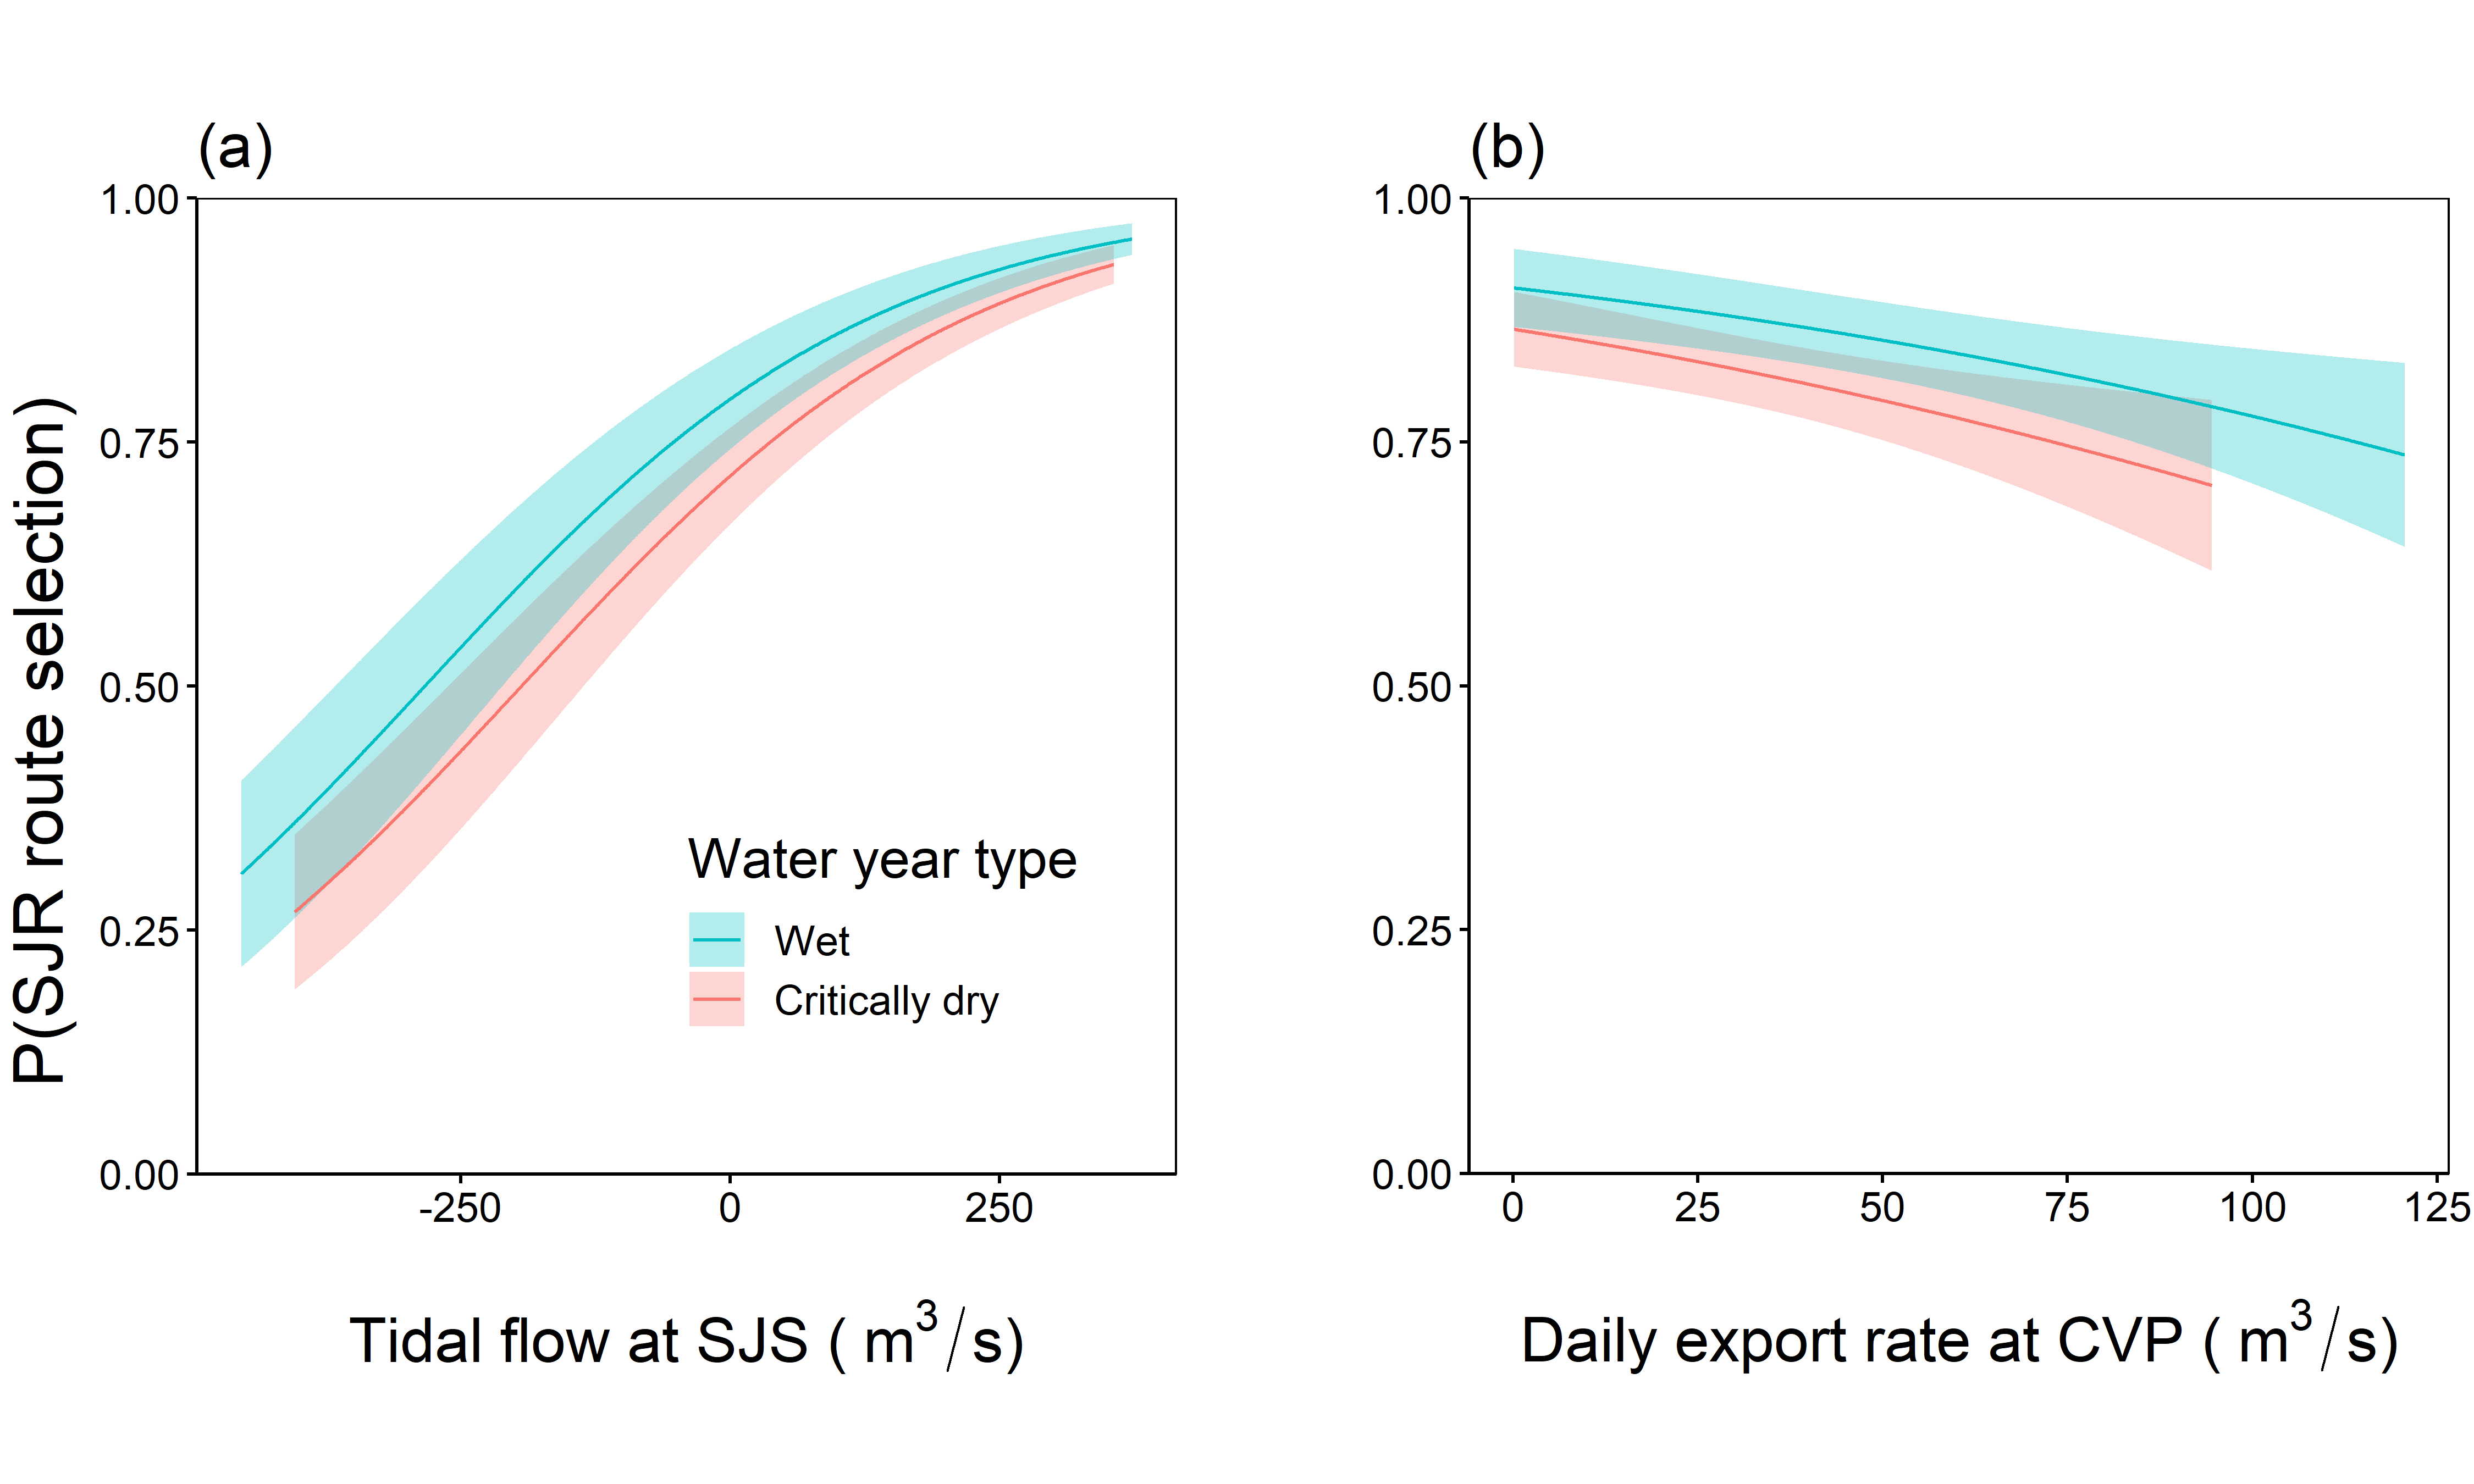 (a)
1.00
0.75
0.50
0.25
0.00
P(SJR route selection)
-250 0 250
Tidal flow at SJS ( m³/s)
Water year type
Wet
Critically dry
(b)
1.00
0.75
0.50
0.25
0.00
0 25 50 75 100 125
Daily export rate at CVP ( m³/s)